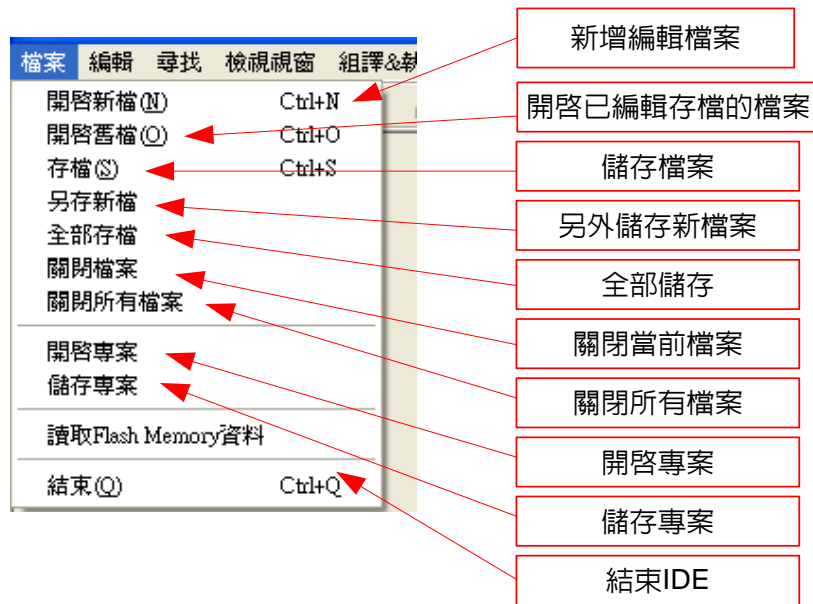 檔案 編輯 尋找 檢視視窗 組譯&執
開啓新檔(N) Ctrl+N
開啓舊檔(O) Ctrl+O
存檔(S) Ctrl+S
另存新檔
全部存檔
關閉檔案
關閉所有檔案
開啓專案
儲存專案
讀取Flash Memory資料
結束(Q) Ctrl+Q
新增編輯檔案
開啓已編輯存檔的檔案
儲存檔案
另外儲存新檔案
全部儲存
關閉當前檔案
關閉所有檔案
開啓專案
儲存專案
結束IDE